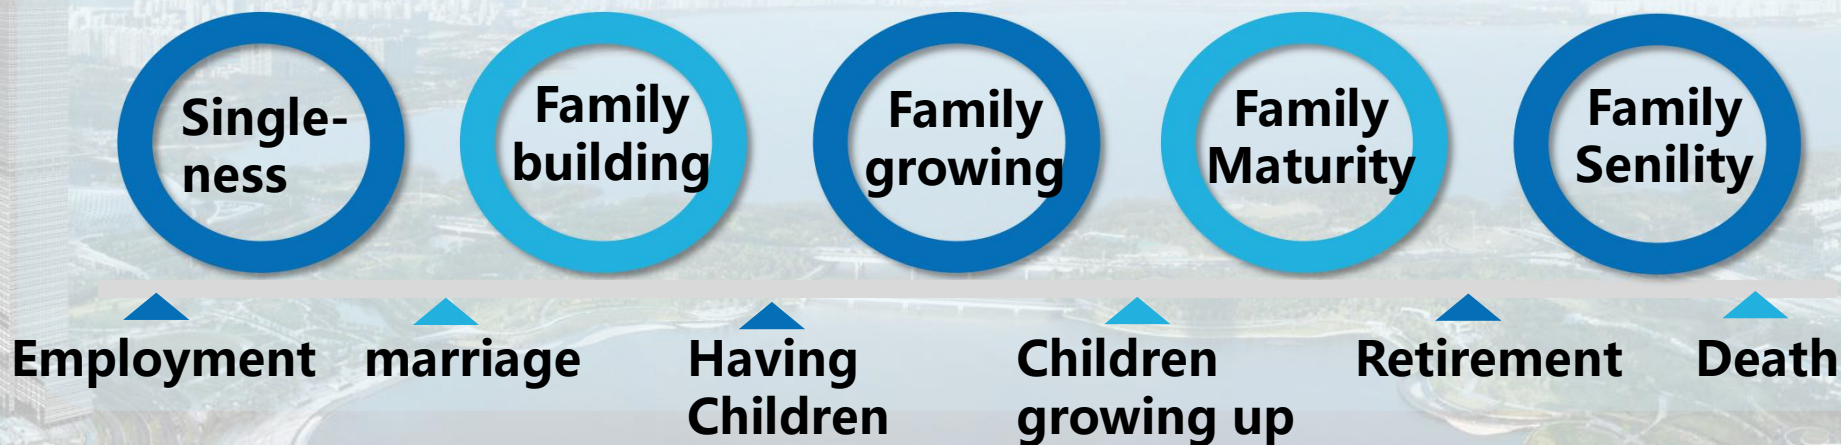 Single-
ness
Family
building
Family
growing
Family
Maturity
Family
Senility
Employment
marriage
Having
Children
Children
growing up
Retirement
Death